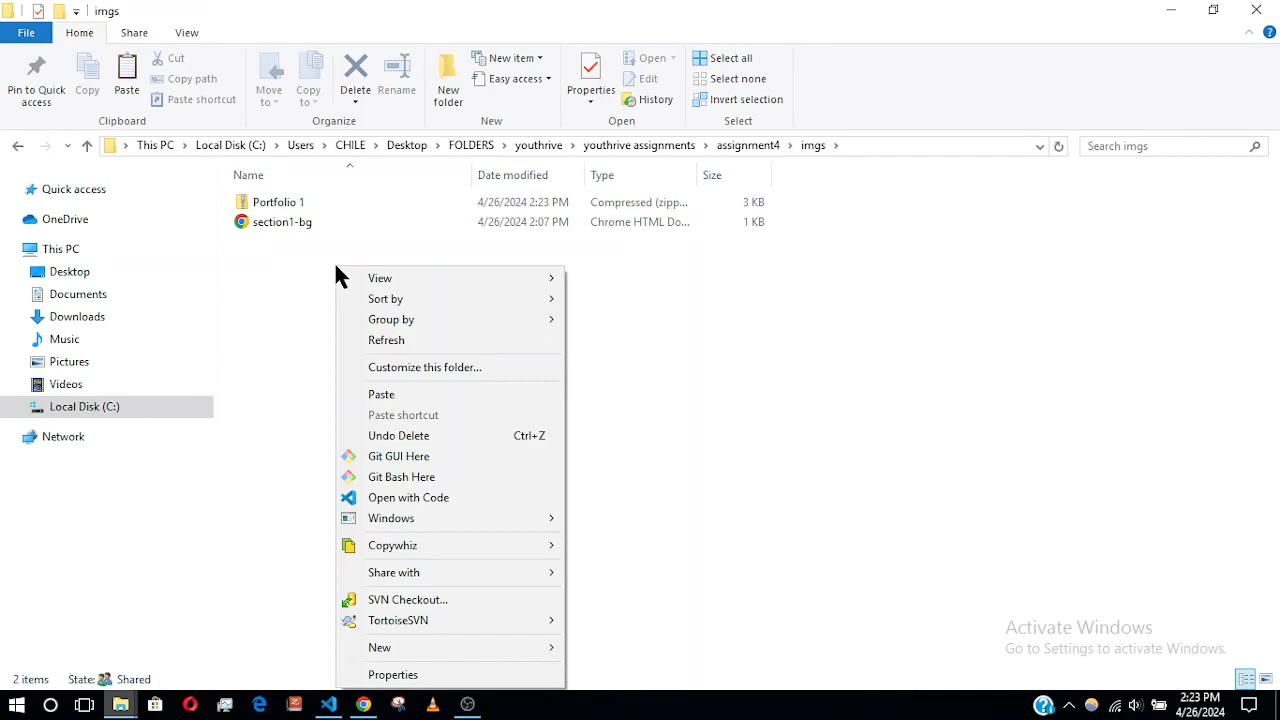 imgs
File Home Share View
Pin to Quick access
Copy
Paste
Cut
Copy path
Paste shortcut
Clipboard
Move to
Copy to
Delete
Rename
Organize
New folder
New item
Easy access
New
Properties
Open
Edit
History
Open
Select all
Select none
Invert selection
Select
This PC Local Disk (C:) Users CHILE Desktop FOLDERS youthrive youthrive assignments assignment4 imgs
Search imgs
Name Date modified Type Size
Portfolio 1 4/26/2024 2:23 PM Compressed (zipp... 3 KB
section1-bg 4/26/2024 2:07 PM Chrome HTML Do... 1 KB
Quick access
OneDrive
This PC
Desktop
Documents
Downloads
Music
Pictures
Videos
Local Disk (C:)
Network
View
Sort by
Group by
Refresh
Customize this folder...
Paste
Paste shortcut
Undo Delete Ctrl+Z
Git GUI Here
Git Bash Here
Open with Code
Windows
Copywhiz
Share with
SVN Checkout...
TortoiseSVN
New
Properties
Activate Windows
Go to Settings to activate Windows.
2 items State: Shared
2:23 PM
4/26/2024